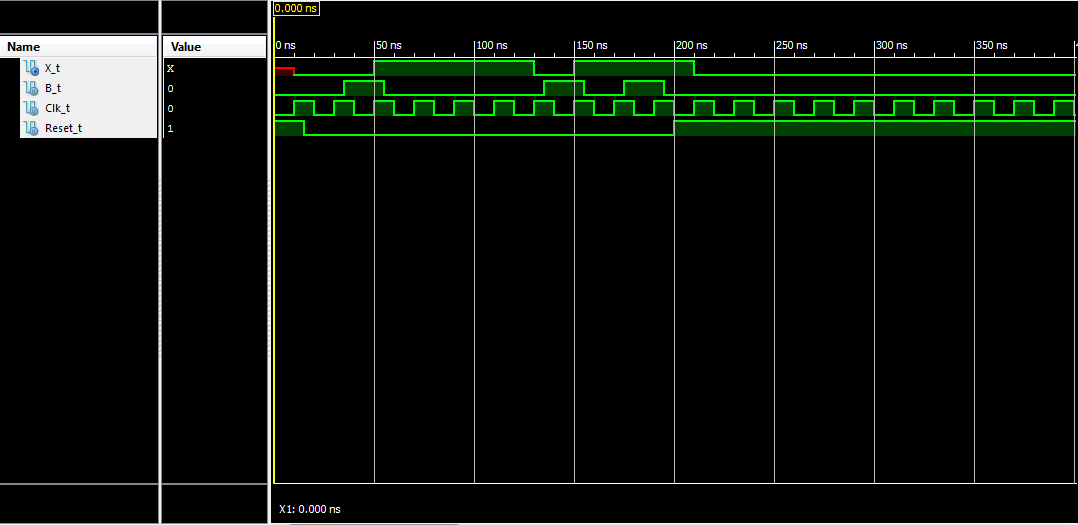 0.000 ns
Name Value
0 ns 50 ns 100 ns 150 ns 200 ns 250 ns 300 ns 350 ns
X_t X
B_t 0
Clk_t 0
Reset_t 1
X1: 0.000 ns